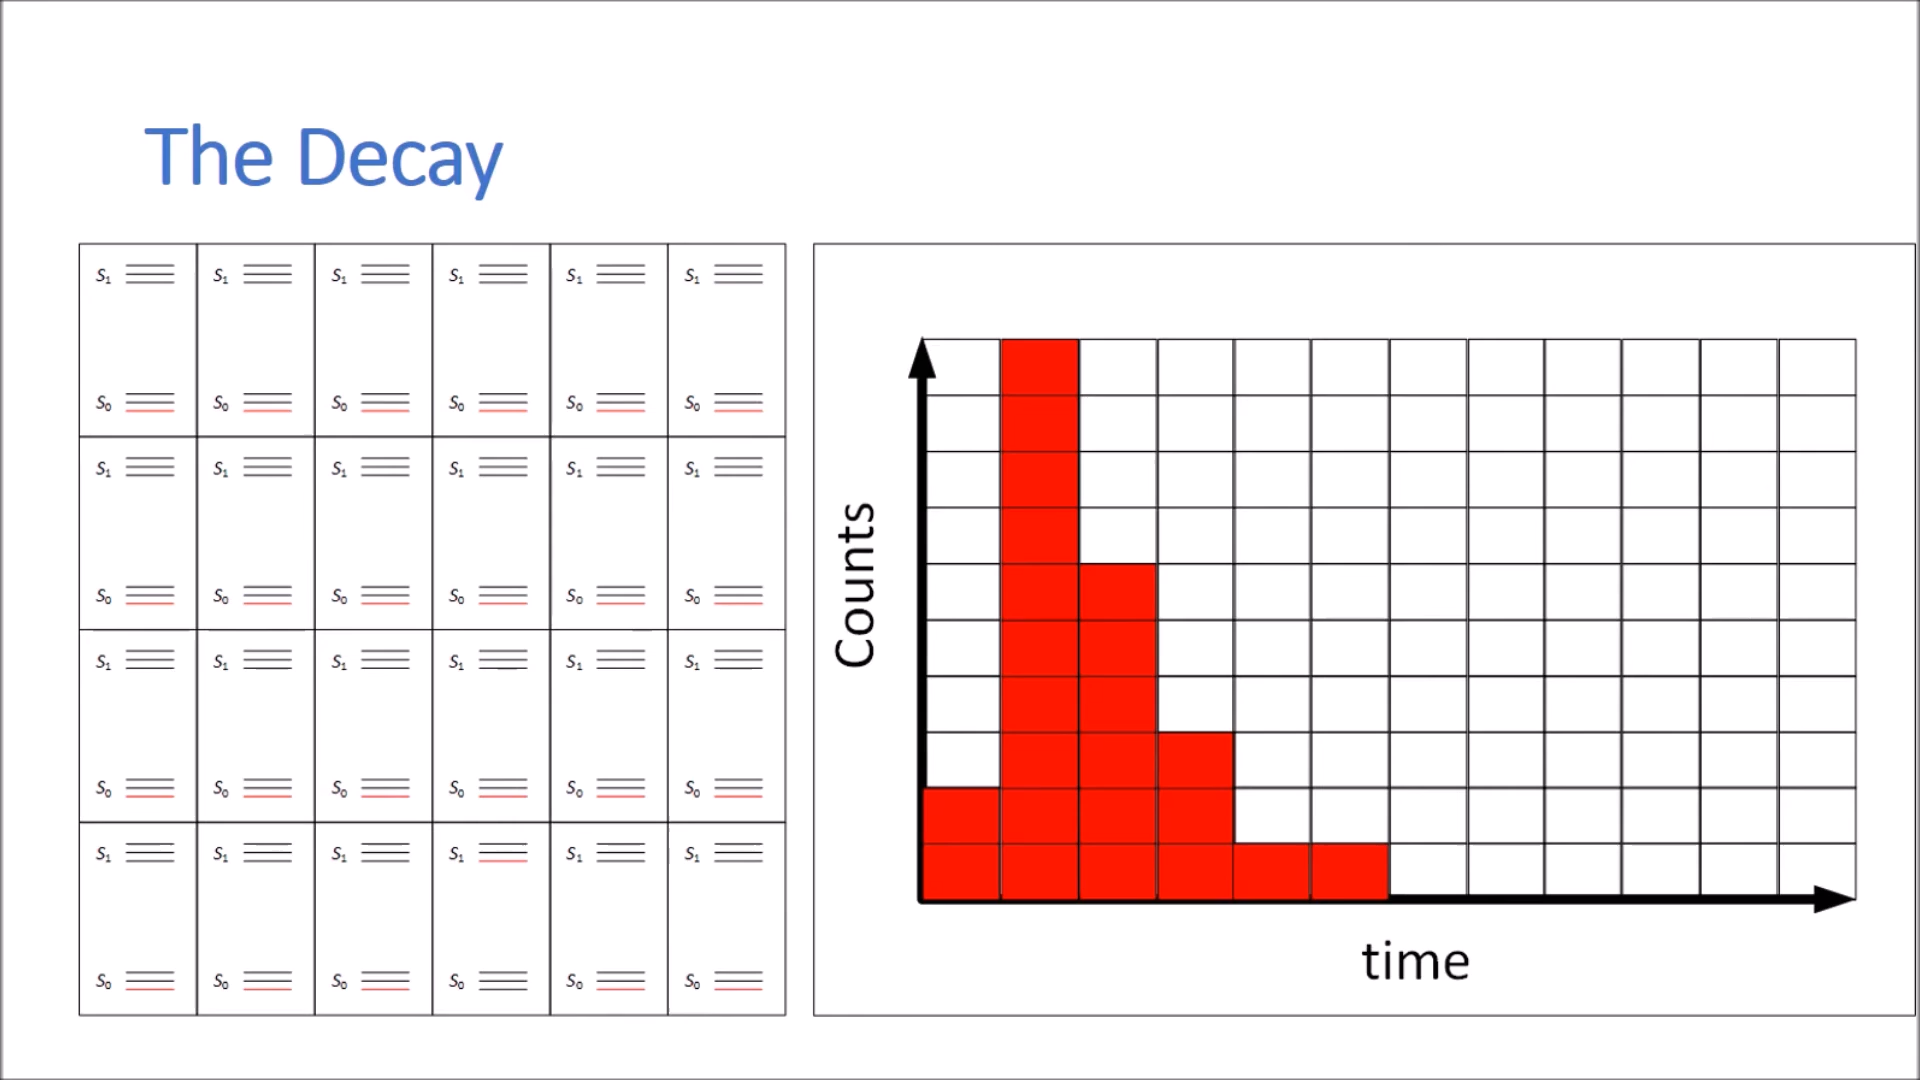 The Decay
S₁ S₁ S₁ S₁ S₁ S₁
S₀ S₀ S₀ S₀ S₀ S₀
S₁ S₁ S₁ S₁ S₁ S₁
S₀ S₀ S₀ S₀ S₀ S₀
S₁ S₁ S₁ S₁ S₁ S₁
S₀ S₀ S₀ S₀ S₀ S₀
S₁ S₁ S₁ S₁ S₁ S₁
S₀ S₀ S₀ S₀ S₀ S₀
Counts
time